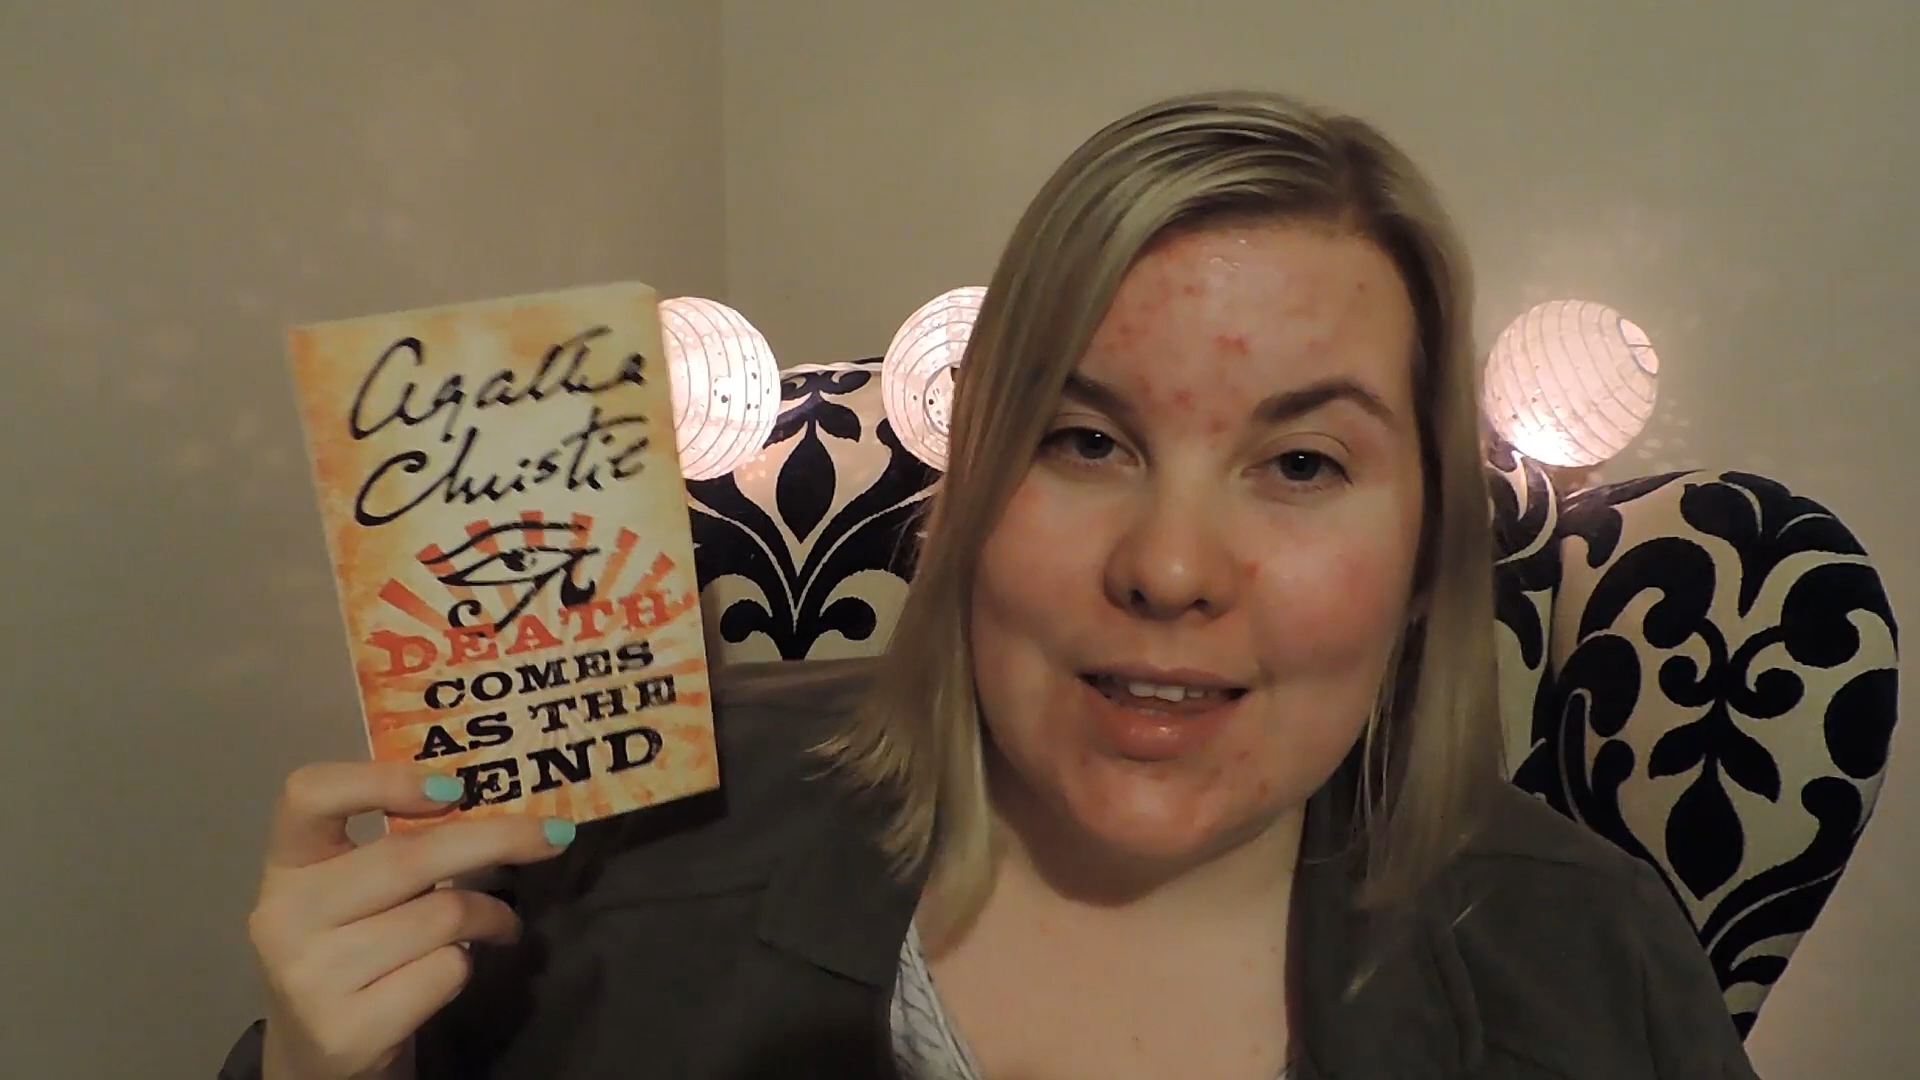 Agatha
Christie
DEATH
COMES
AS THE
END